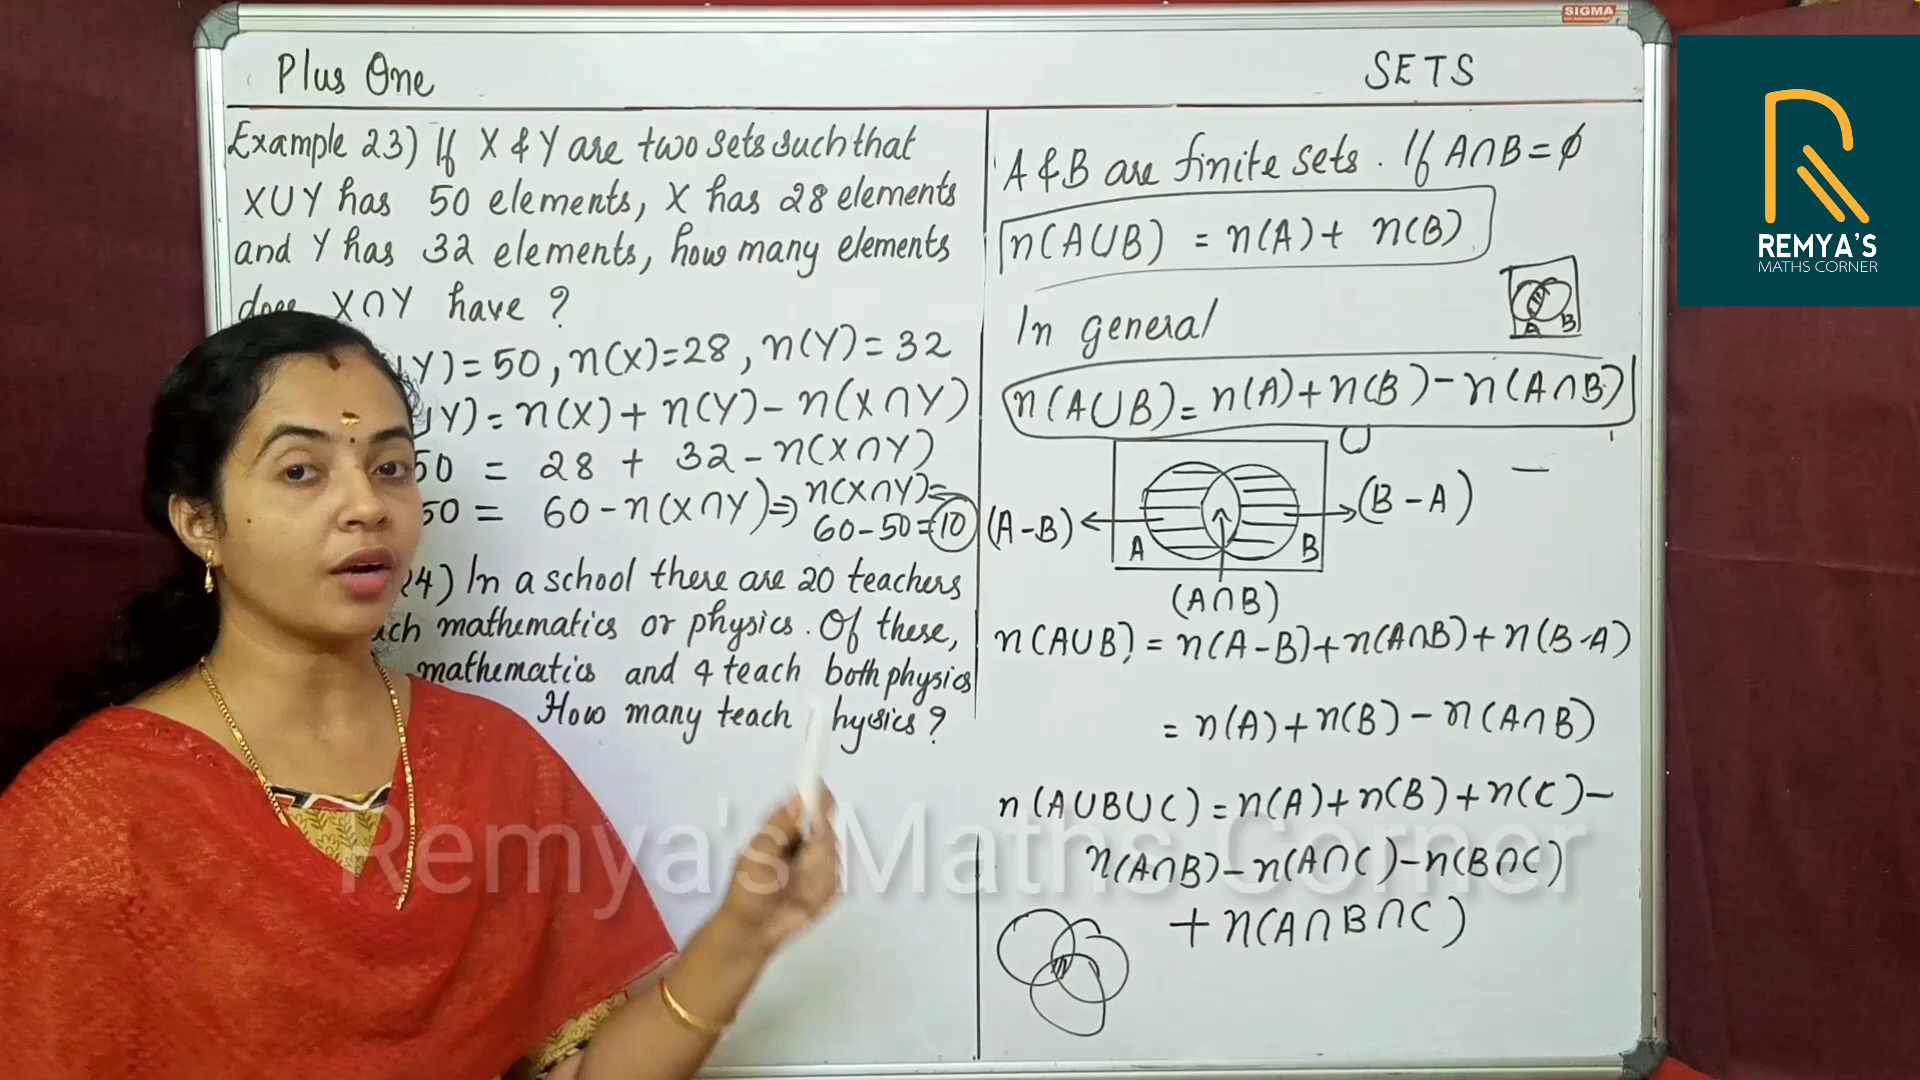 SIGMA
Plus One
SETS
Example 23) If X & Y are two sets such that
X∪Y has 50 elements, X has 28 elements
and Y has 32 elements, how many elements
does X∩Y have ?
Y)=50, n(X)=28, n(Y)=32
Y) = n(X)+ n(Y)- n(X∩Y)
50 = 28 + 32 - n(X∩Y)
50 = 60 - n(X∩Y) ⇒ n(X∩Y)=
60-50=10
24) In a school there are 20 teachers
mathematics or physics. Of these,
mathematics and 4 teach both physics
How many teach hysics?
A & B are finite sets. If A∩B=ϕ
n(A∪B) = n(A)+ n(B)
In general
A B
n(A∪B)= n(A)+n(B)-n(A∩B)
U
(A-B)
A
B
(B-A)
(A∩B)
n(A∪B) = n(A-B)+n(A∩B)+n(B-A)
= n(A)+n(B)-n(A∩B)
n(A∪B∪C)=n(A)+n(B)+n(C)-
n(A∩B)-n(A∩C)-n(B∩C)
+n(A∩B∩C)
REMYA'S
MATHS CORNER
Remya's Maths Corner